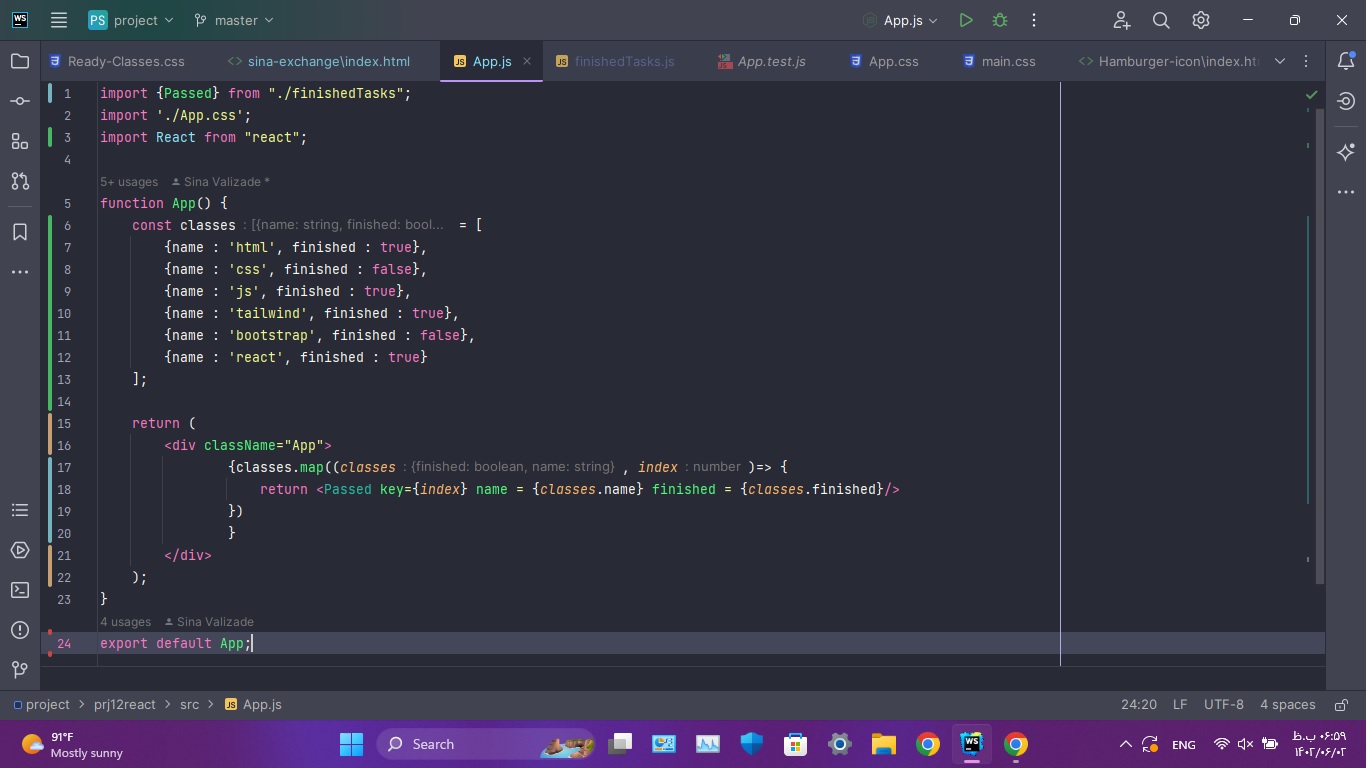 WS PS project master App.js
Ready-Classes.css sina-exchange\index.html JS App.js JS finishedTasks.js App.test.js App.css main.css Hamburger-icon\index.ht
1 import {Passed} from "./finishedTasks";
2 import './App.css';
3 import React from "react";
4
5+ usages Sina Valizade *
5 function App() {
6 const classes : [{name: string, finished: bool... = [
7 {name : 'html', finished : true},
8 {name : 'css', finished : false},
9 {name : 'js', finished : true},
10 {name : 'tailwind', finished : true},
11 {name : 'bootstrap', finished : false},
12 {name : 'react', finished : true}
13 ];
14
15 return (
16 <div className="App">
17 {classes.map((classes : {finished: boolean, name: string} , index : number )=> {
18 return <Passed key={index} name = {classes.name} finished = {classes.finished}/>
19 })
20 }
21 </div>
22 );
23 }
4 usages Sina Valizade
24 export default App;
project > prj12react > src > JS App.js 24:20 LF UTF-8 4 spaces
91°F
Mostly sunny
Search
ENG
۰۶:۵۹ ب.ظ
۱۴۰۲/۰۶/۰۲